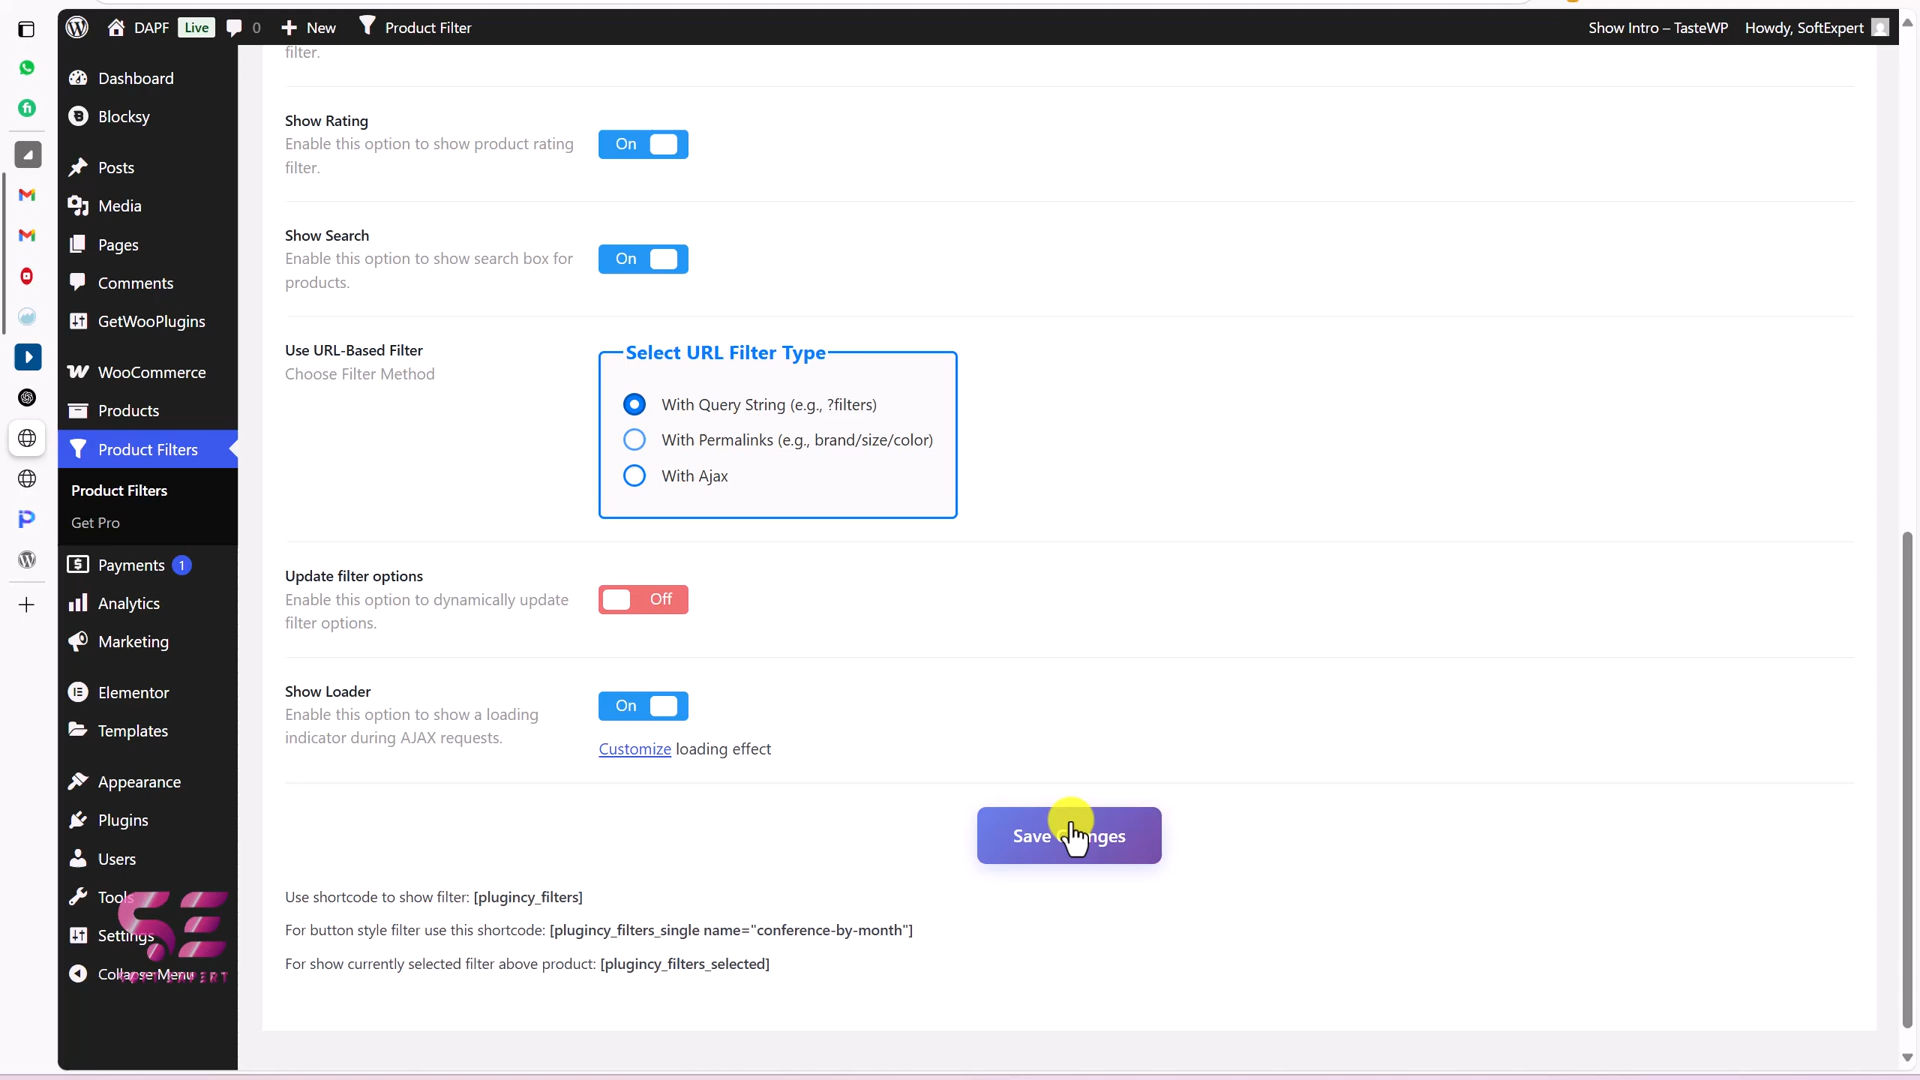 DAPF Live 0 New Product Filter Show Intro – TasteWP Howdy, SoftExpert
Dashboard
Blocksy
Posts
Media
Pages
Comments
GetWooPlugins
WooCommerce
Products
Product Filters
Product Filters
Get Pro
Payments 1
Analytics
Marketing
Elementor
Templates
Appearance
Plugins
Users
Tools
Settings
Collapse Menu
filter.
Show Rating
Enable this option to show product rating
filter.
On
Show Search
Enable this option to show search box for
products.
On
Use URL-Based Filter
Choose Filter Method
Select URL Filter Type
With Query String (e.g., ?filters)
With Permalinks (e.g., brand/size/color)
With Ajax
Update filter options
Enable this option to dynamically update
filter options.
Off
Show Loader
Enable this option to show a loading
indicator during AJAX requests.
On
Customize loading effect
Save Changes
Use shortcode to show filter: [plugincy_filters]
For button style filter use this shortcode: [plugincy_filters_single name="conference-by-month"]
For show currently selected filter above product: [plugincy_filters_selected]